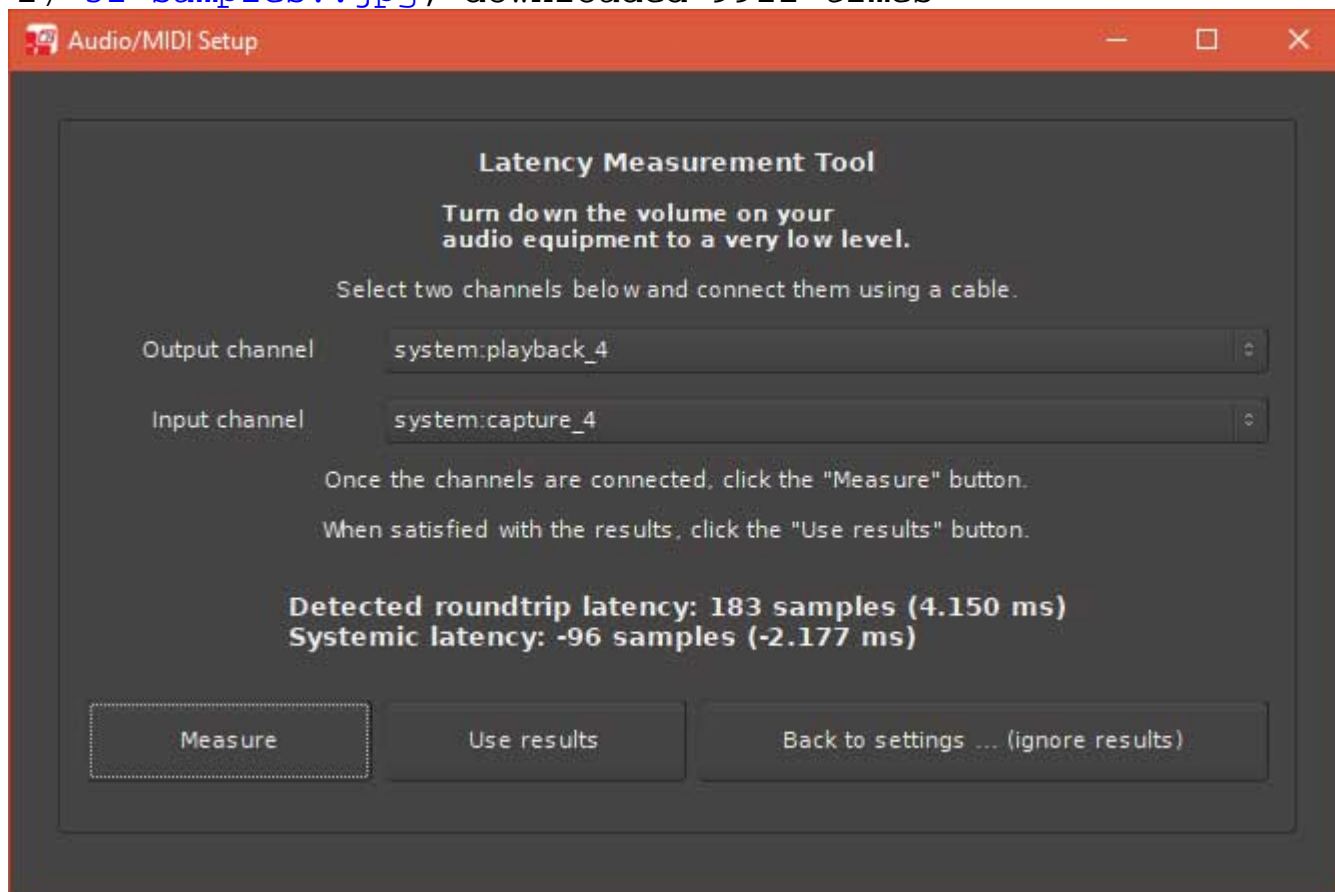 Audio/MIDI Setup
Latency Measurement Tool
Turn down the volume on your
audio equipment to a very low level.
Select two channels below and connect them using a cable.
Output channel system:playback_4
Input channel system:capture_4
Once the channels are connected, click the "Measure" button.
When satisfied with the results, click the "Use results" button.
Detected roundtrip latency: 183 samples (4.150 ms)
Systemic latency: -96 samples (-2.177 ms)
Measure Use results Back to settings ... (ignore results)